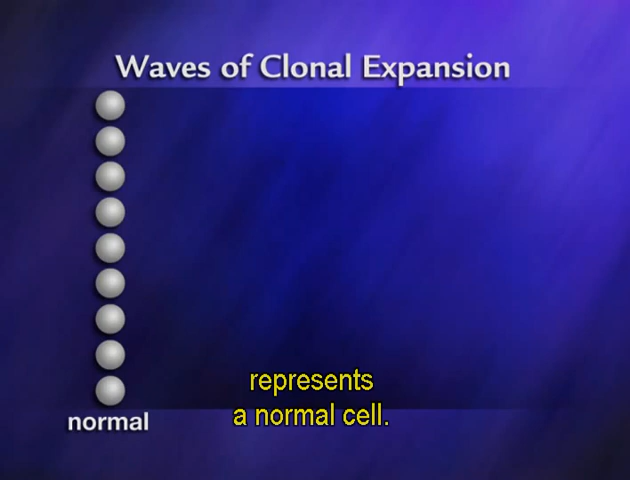 Waves of Clonal Expansion
represents
a normal cell.
normal